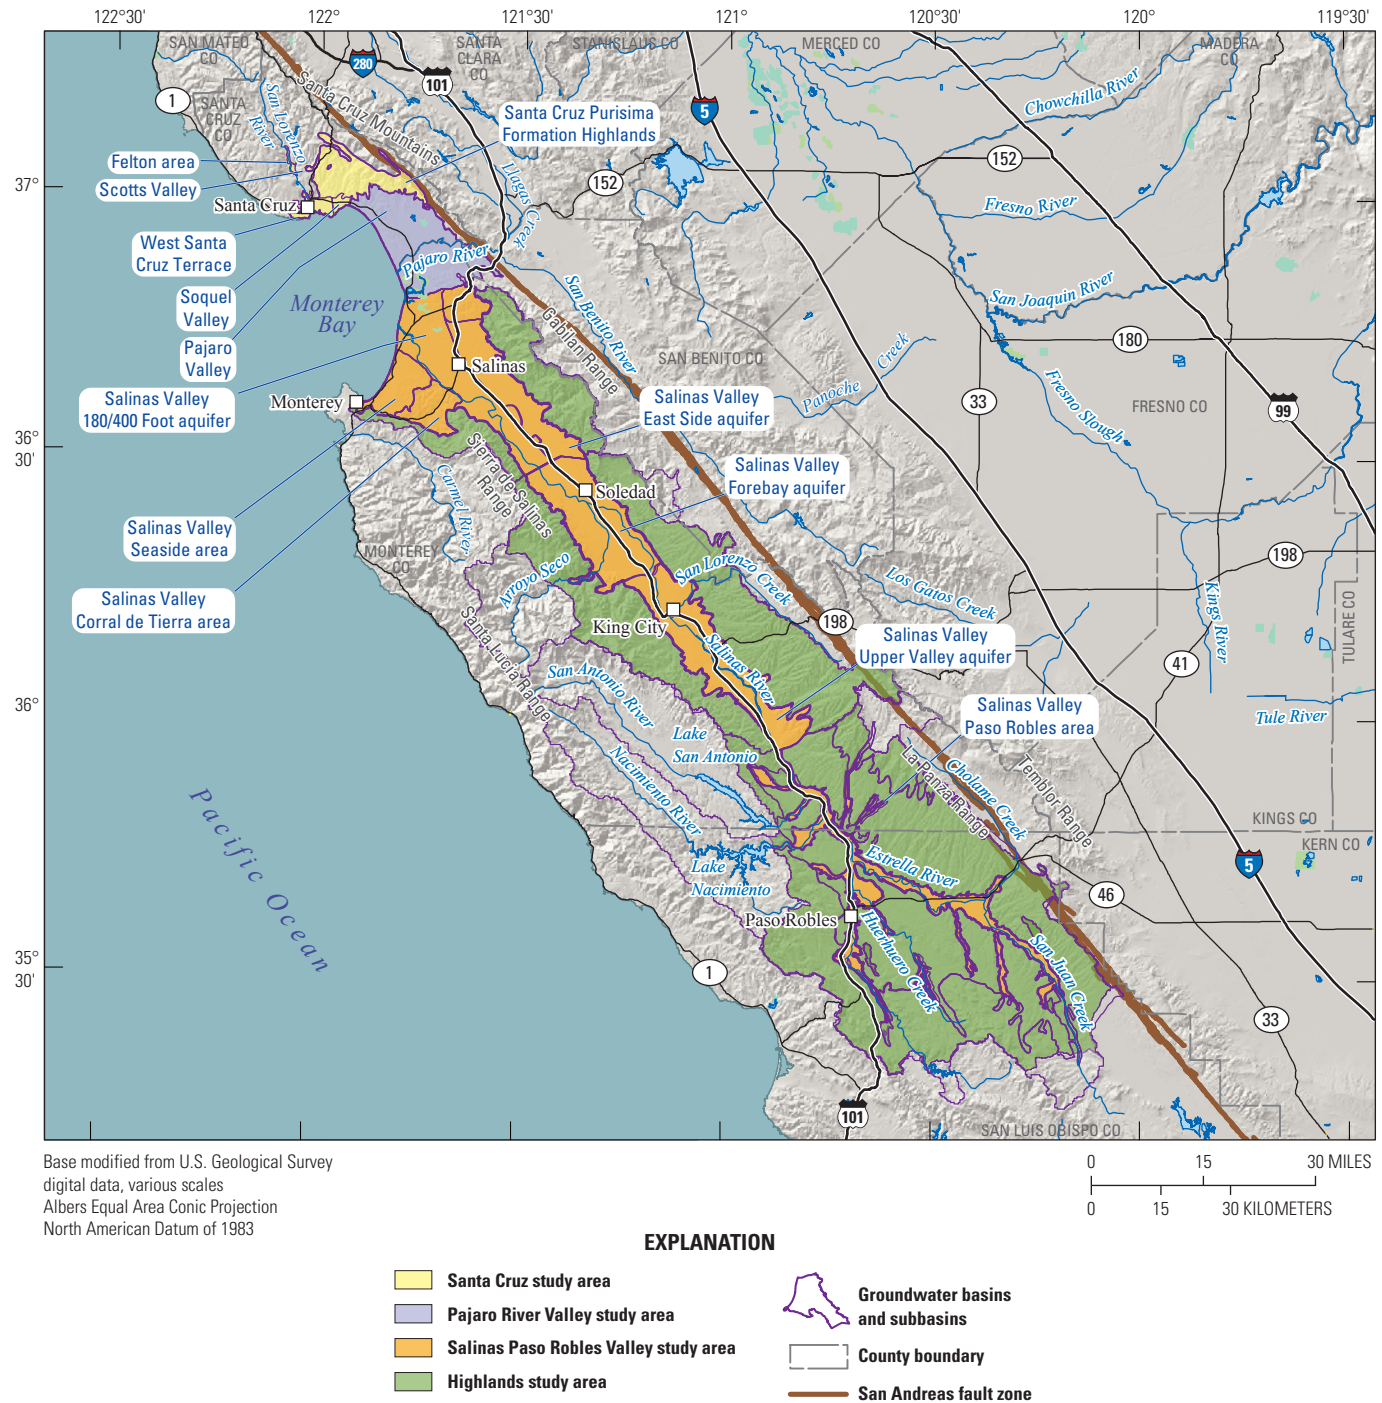 122°30'
122°
121°30'
121°
120°30'
120°
119°30'
SAN MATEO
CO
SANTA
CLARA
CO
STANISLAUS CO
MERCED CO
MADERA
CO
280
101
1
5
SANTA
CRUZ
CO
San Lorenzo
River
Santa Cruz Mountains
Santa Cruz Purisima
Formation Highlands
Chowchilla River
152
152
Felton area
Scotts Valley
37°
Santa Cruz
Llagas Creek
Fresno River
West Santa
Cruz Terrace
Pajaro River
Soquel
Valley
Monterey
Bay
San Benito River
San Joaquin River
Pajaro
Valley
Gabilan Range
SAN BENITO CO
Panoche Creek
180
Salinas
Salinas Valley
180/400 Foot aquifer
Monterey
Salinas Valley
East Side aquifer
33
Fresno Slough
FRESNO CO
99
36°
30'
Sierra de Salinas
Range
Carmel River
Salinas Valley
Forebay aquifer
Soledad
Salinas Valley
Seaside area
MONTEREY
CO
198
Arroyo Seco
San Lorenzo Creek
Los Gatos Creek
Kings River
TULARE CO
Salinas Valley
Corral de Tierra area
King City
198
Santa Lucia Range
Salinas River
Salinas Valley
Upper Valley aquifer
41
San Antonio River
36°
Salinas Valley
Paso Robles area
Tule River
Lake
San Antonio
Nacimiento River
La Panza Range
Cholame Creek
Temblor Range
Pacific Ocean
KINGS CO
KERN CO
5
Lake
Nacimiento
Estrella River
46
Paso Robles
Huerhuero Creek
San Juan Creek
35°
30'
1
33
101
SAN LUIS OBISPO CO
Base modified from U.S. Geological Survey
digital data, various scales
Albers Equal Area Conic Projection
North American Datum of 1983
0 15 30 MILES
0 15 30 KILOMETERS
EXPLANATION
Santa Cruz study area
Pajaro River Valley study area
Salinas Paso Robles Valley study area
Highlands study area
Groundwater basins
and subbasins
County boundary
San Andreas fault zone